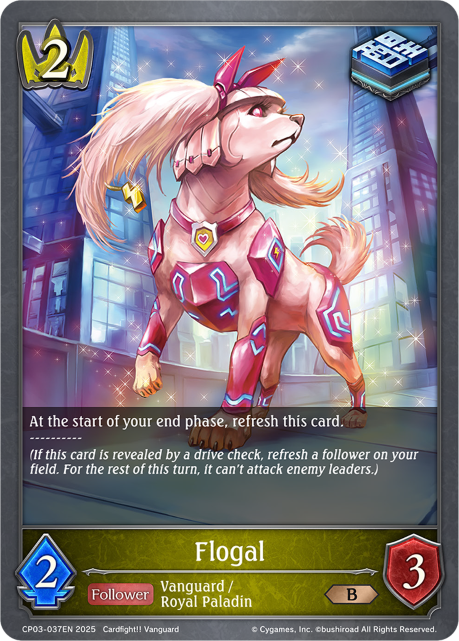 2
At the start of your end phase, refresh this card.
----------
(If this card is revealed by a drive check, refresh a follower on your
field. For the rest of this turn, it can't attack enemy leaders.)
Flogal
2
Follower
Vanguard /
Royal Paladin
B
3
CP03-037EN 2025 Cardfight!! Vanguard
© Cygames, Inc. ©bushiroad All Rights Reserved.